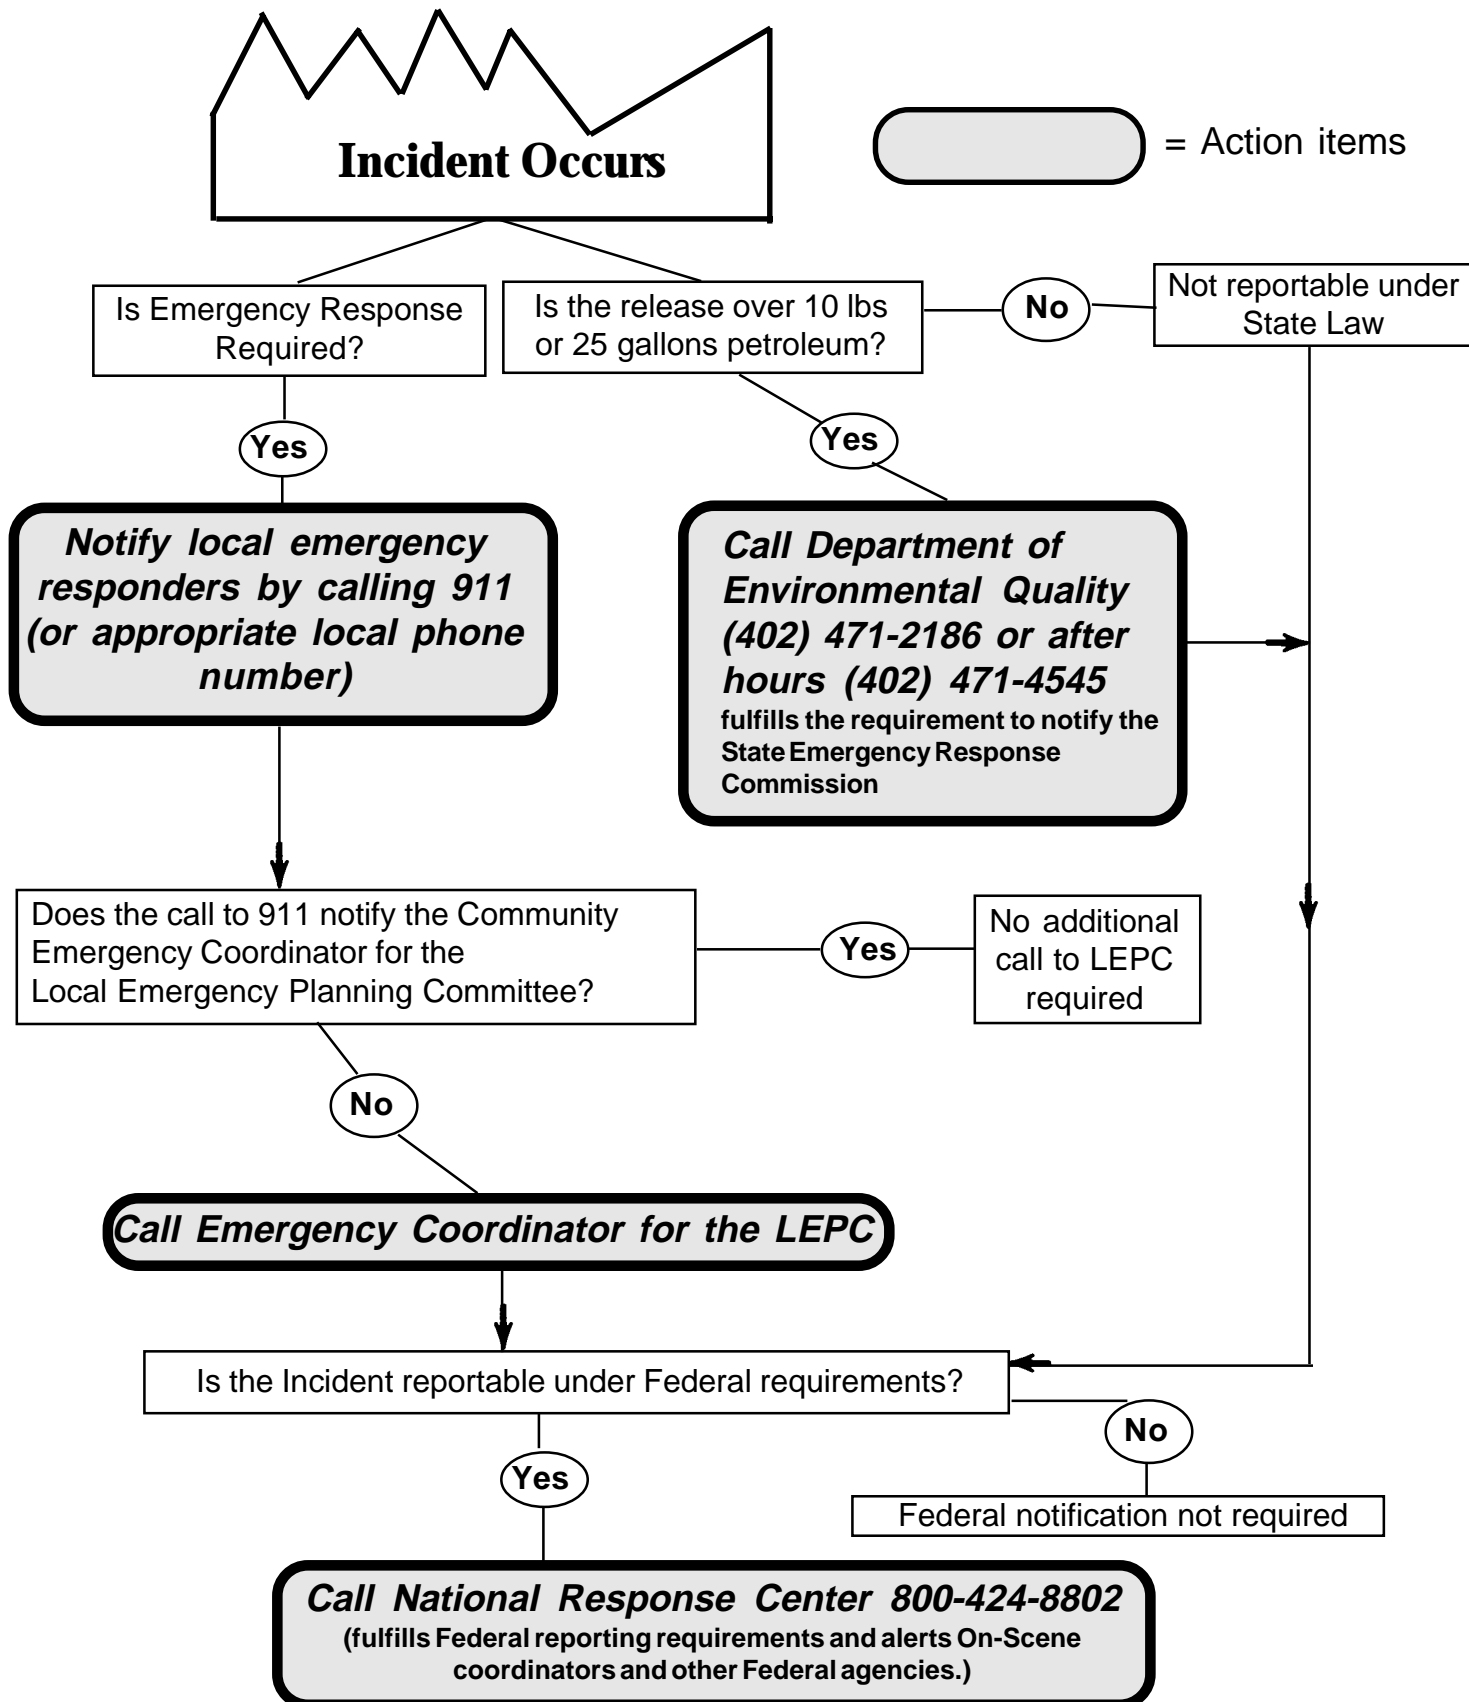 Incident Occurs
= Action items
Is Emergency Response
Required?
Is the release over 10 lbs
or 25 gallons petroleum?
No
Not reportable under
State Law
Yes
Yes
Notify local emergency
responders by calling 911
(or appropriate local phone
number)
Call Department of
Environmental Quality
(402) 471-2186 or after
hours (402) 471-4545
fulfills the requirement to notify the
State Emergency Response
Commission
Does the call to 911 notify the Community
Emergency Coordinator for the
Local Emergency Planning Committee?
Yes
No additional
call to LEPC
required
No
Call Emergency Coordinator for the LEPC
Is the Incident reportable under Federal requirements?
No
Yes
Federal notification not required
Call National Response Center 800-424-8802
(fulfills Federal reporting requirements and alerts On-Scene
coordinators and other Federal agencies.)